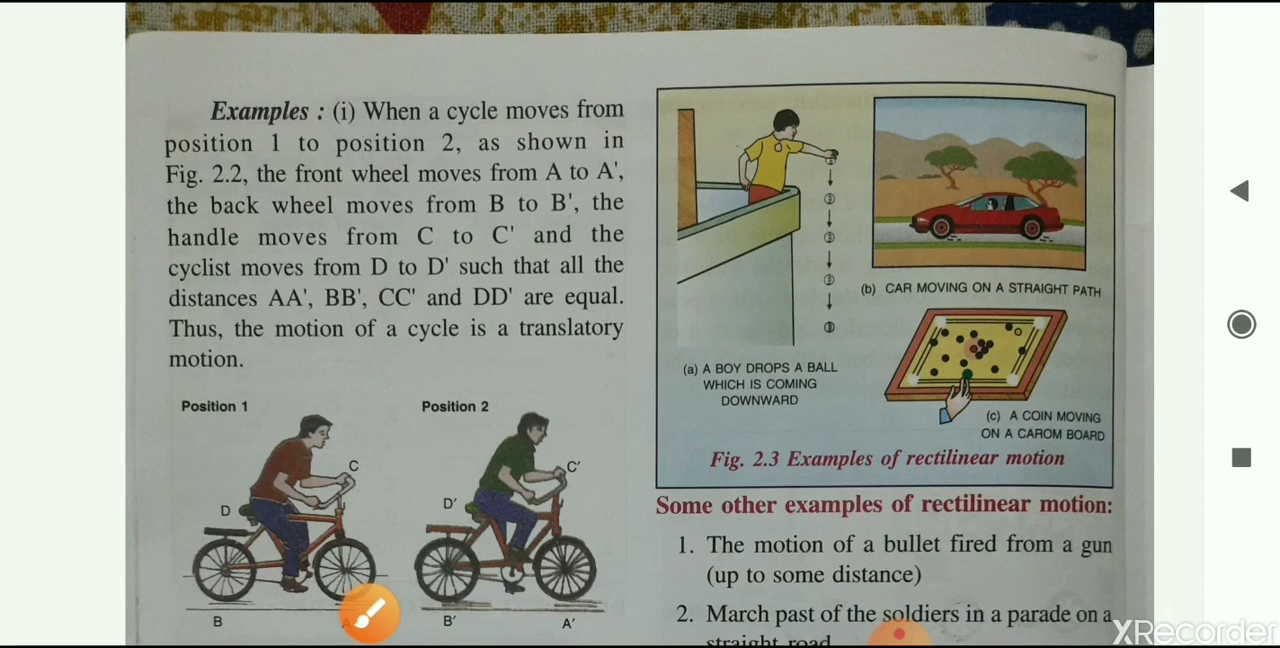 Examples : (i) When a cycle moves from
position 1 to position 2, as shown in
Fig. 2.2, the front wheel moves from A to A',
the back wheel moves from B to B', the
handle moves from C to C' and the
cyclist moves from D to D' such that all the
distances AA', BB', CC' and DD' are equal.
Thus, the motion of a cycle is a translatory
motion.
Position 1
Position 2
C
C'
D
D'
B
B'
A'
(a) A BOY DROPS A BALL
WHICH IS COMING
DOWNWARD
(b) CAR MOVING ON A STRAIGHT PATH
(c) A COIN MOVING
ON A CAROM BOARD
Fig. 2.3 Examples of rectilinear motion
Some other examples of rectilinear motion:
1. The motion of a bullet fired from a gun
(up to some distance)
2. March past of the soldiers in a parade on a
straight road
XRecorder